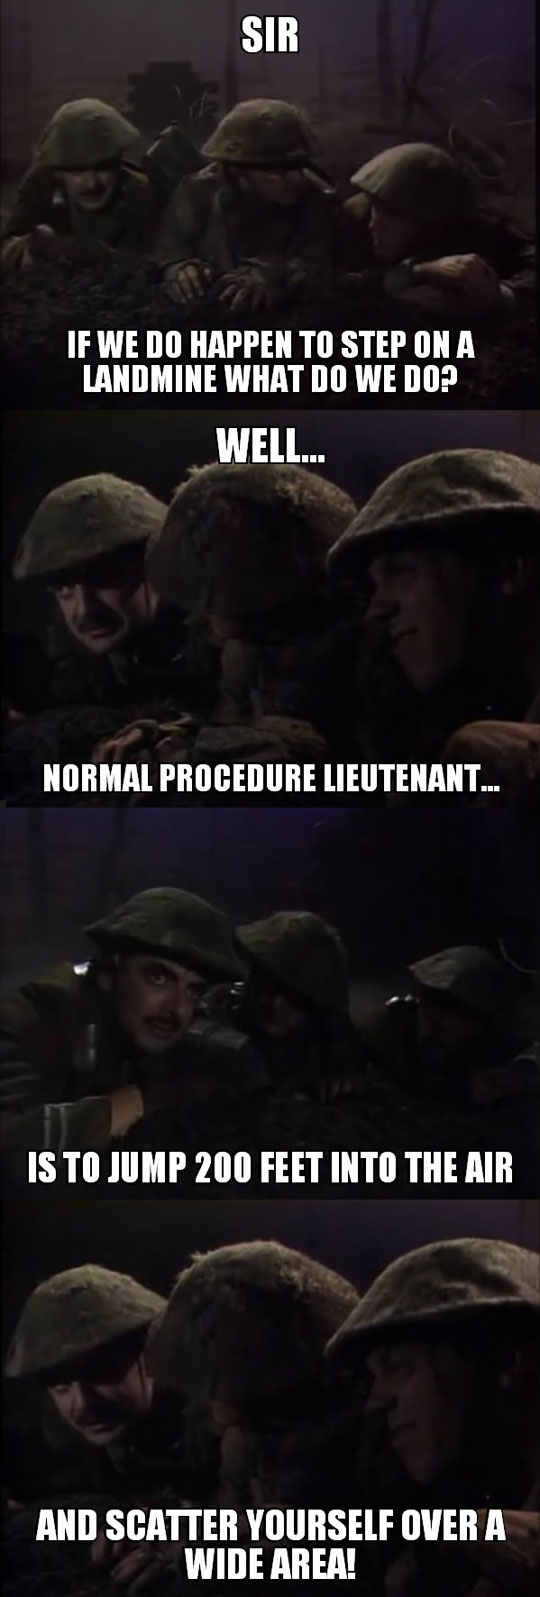 SIR
IF WE DO HAPPEN TO STEP ON A
LANDMINE WHAT DO WE DO?
WELL...
NORMAL PROCEDURE LIEUTENANT...
IS TO JUMP 200 FEET INTO THE AIR
AND SCATTER YOURSELF OVER A
WIDE AREA!